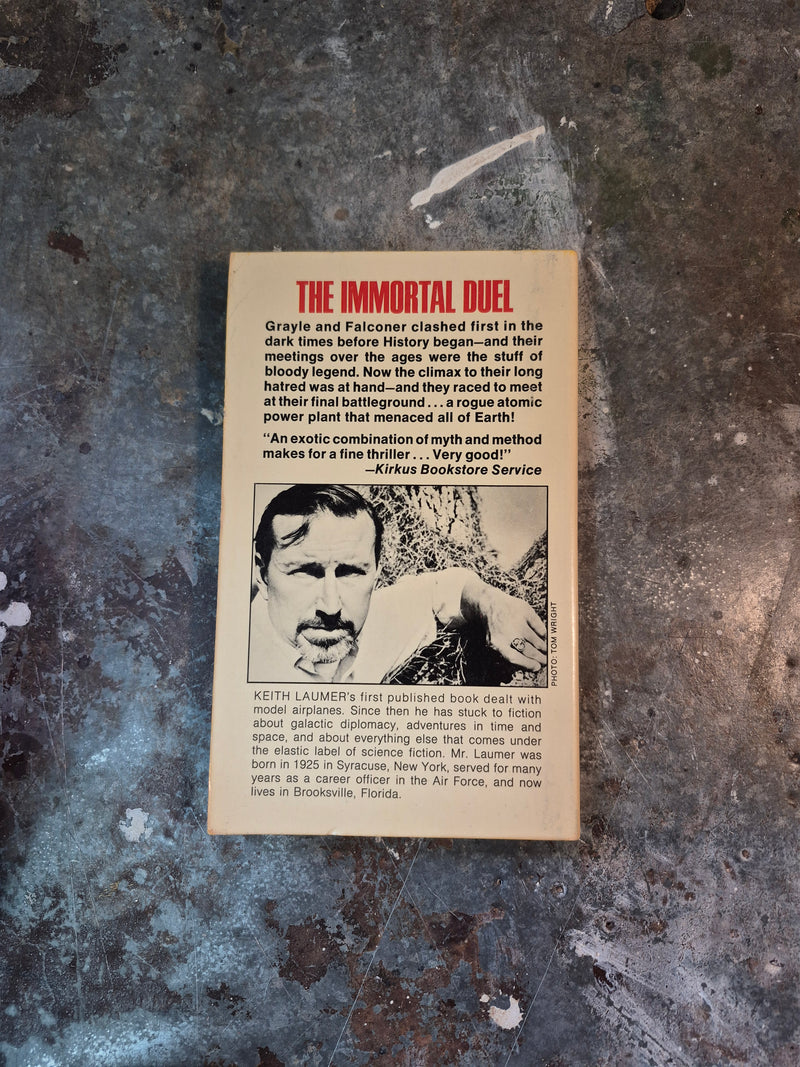 THE IMMORTAL DUEL
Grayle and Falconer clashed first in the
dark times before History began—and their
meetings over the ages were the stuff of
bloody legend. Now the climax to their long
hatred was at hand—and they raced to meet
at their final battleground . . . a rogue atomic
power plant that menaced all of Earth!
“An exotic combination of myth and method
makes for a fine thriller . . . Very good!”
—Kirkus Bookstore Service
PHOTO: TOM WRIGHT
KEITH LAUMER's first published book dealt with
model airplanes. Since then he has stuck to fiction
about galactic diplomacy, adventures in time and
space, and about everything else that comes under
the elastic label of science fiction. Mr. Laumer was
born in 1925 in Syracuse, New York, served for many
years as a career officer in the Air Force, and now
lives in Brooksville, Florida.